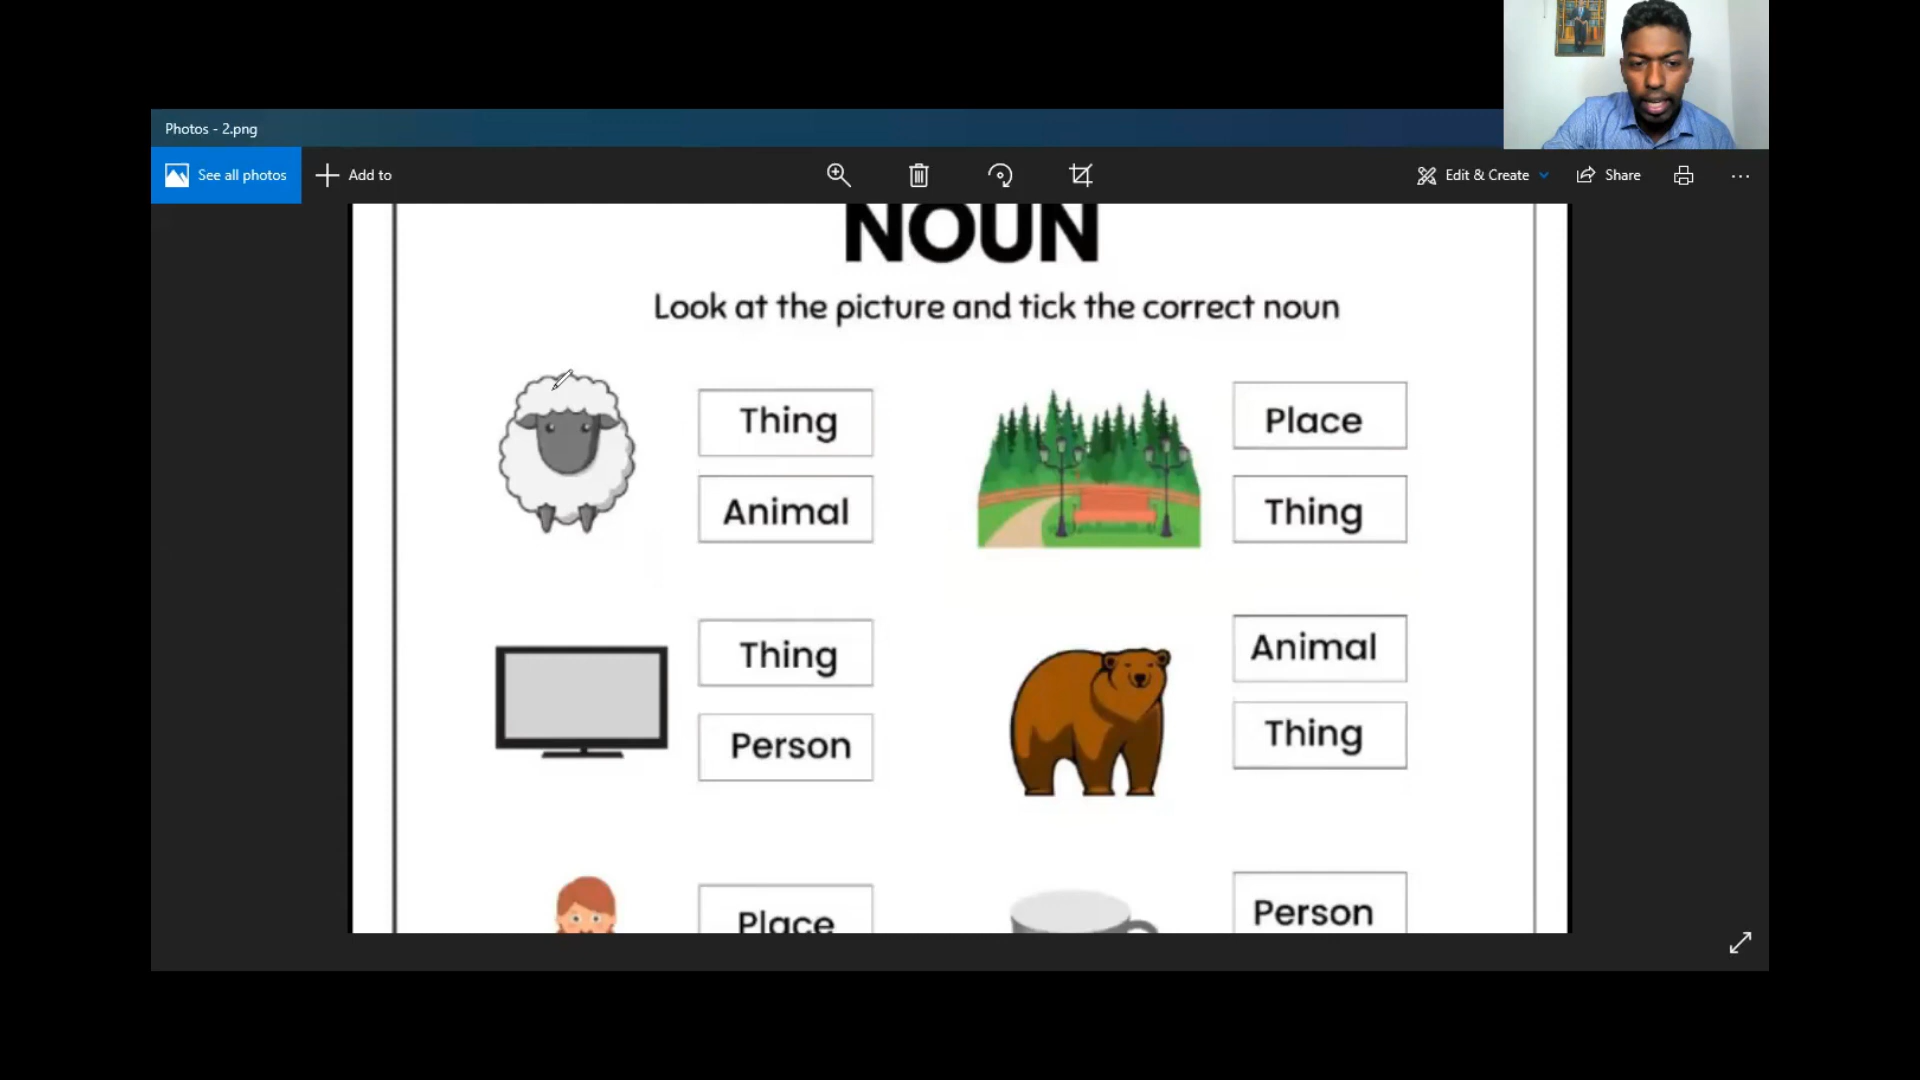 Photos - 2.png
See all photos
Add to
Edit & Create
Share
NOUN
Look at the picture and tick the correct noun
Thing
Animal
Place
Thing
Thing
Person
Animal
Thing
Place
Person